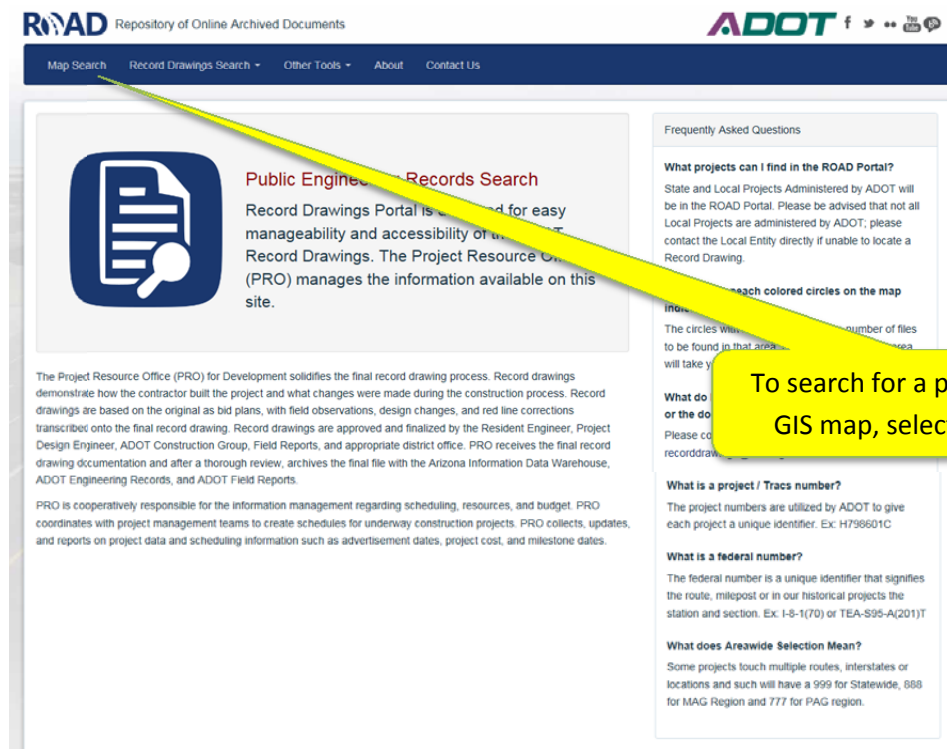 ROAD Repository of Online Archived Documents
ADOT
f
You
Tube
Map Search Record Drawings Search Other Tools About Contact Us
Public Engineering Records Search
Record Drawings Portal is d ed for easy
manageability and accessibility of th T
Record Drawings. The Project Resource Offi
(PRO) manages the information available on this
site.
The Project Resource Office (PRO) for Development solidifies the final record drawing process. Record drawings
demonstrate how the contractor built the project and what changes were made during the construction process. Record
drawings are based on the original as bid plans, with field observations, design changes, and red line corrections
transcribed onto the final record drawing. Record drawings are approved and finalized by the Resident Engineer, Project
Design Engineer, ADOT Construction Group, Field Reports, and appropriate district office. PRO receives the final record
drawing documentation and after a thorough review, archives the final file with the Arizona Information Data Warehouse,
ADOT Engineering Records, and ADOT Field Reports.
PRO is cooperatively responsible for the information management regarding scheduling, resources, and budget. PRO
coordinates with project management teams to create schedules for underway construction projects. PRO collects, updates,
and reports on project data and scheduling information such as advertisement dates, project cost, and milestone dates.
Frequently Asked Questions
What projects can I find in the ROAD Portal?
State and Local Projects Administered by ADOT will
be in the ROAD Portal. Please be advised that not all
Local Projects are administered by ADOT; please
contact the Local Entity directly if unable to locate a
Record Drawing.
peach colored circles on the map
The circles with number of files
to be found in that area. area
will take y
What do
or the do
Please co
recorddraw
To search for a p
GIS map, select
What is a project / Tracs number?
The project numbers are utilized by ADOT to give
each project a unique identifier. Ex: H798601C
What is a federal number?
The federal number is a unique identifier that signifies
the route, milepost or in our historical projects the
station and section. Ex: I-8-1(70) or TEA-S95-A(201)T
What does Areawide Selection Mean?
Some projects touch multiple routes, interstates or
locations and such will have a 999 for Statewide, 888
for MAG Region and 777 for PAG region.